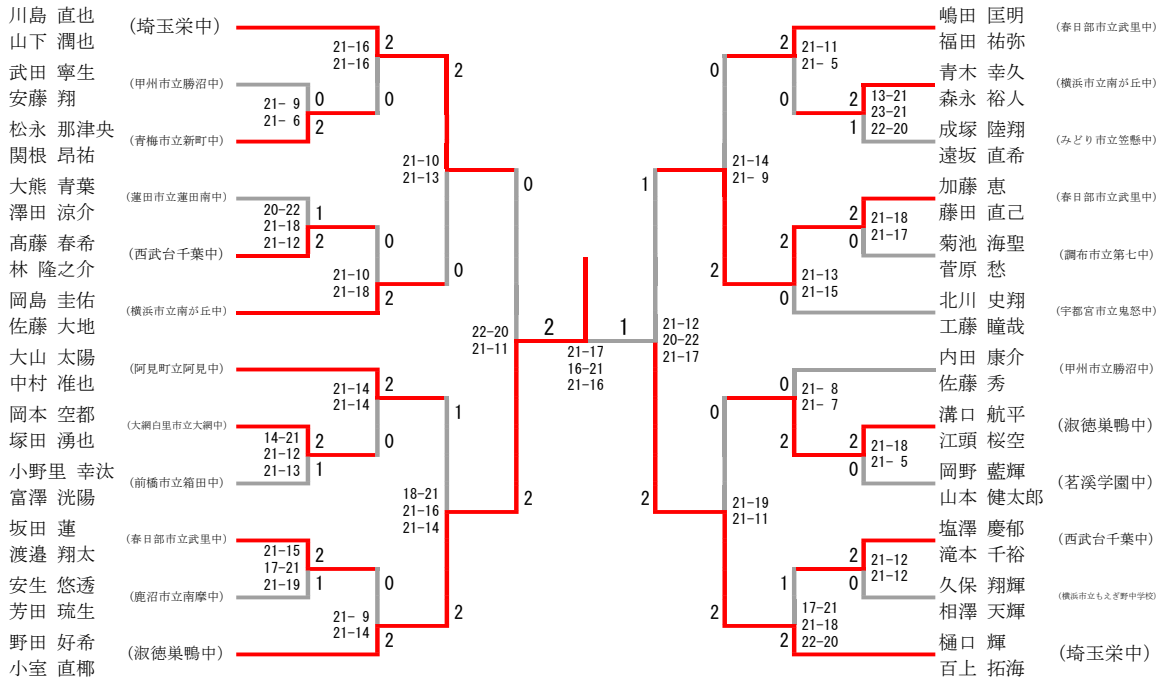 川島 直也
山下 潤也
(埼玉栄中)
武田 寧生
安藤 翔
(甲州市立勝沼中)
松永 那津央
関根 昂祐
(青梅市立新町中)
大熊 青葉
澤田 涼介
(蓮田市立蓮田南中)
髙藤 春希
林 隆之介
(西武台千葉中)
岡島 圭佑
佐藤 大地
(横浜市立南が丘中)
大山 太陽
中村 准也
(阿見町立阿見中)
岡本 空都
塚田 湧也
(大網白里市立大網中)
小野里 幸汰
富澤 洸陽
(前橋市立箱田中)
坂田 蓮
渡邉 翔太
(春日部市立武里中)
安生 悠透
芳田 琉生
(鹿沼市立南摩中)
野田 好希
小室 直椰
(淑徳巣鴨中)
21-16
21-16
2
0
21- 9
21- 6
0
2
20-22
21-18
21-12
1
2
21-10
21-18
0
2
21-10
21-13
2
0
21-14
21-14
2
0
14-21
21-12
21-13
2
1
21-15
17-21
21-19
2
1
21- 9
21-14
0
2
18-21
21-16
21-14
1
2
22-20
21-11
0
2
2
21-17
16-21
21-16
1
21-12
20-22
21-17
1
2
21-14
21- 9
0
2
21-11
21- 5
2
0
13-21
23-21
22-20
2
1
21-18
21-17
2
0
21-13
21-15
2
0
21- 8
21- 7
0
2
21-18
21- 5
2
0
21-19
21-11
0
2
21-12
21-12
2
0
17-21
21-18
22-20
1
2
嶋田 匡明
福田 祐弥
(春日部市立武里中)
青木 幸久
森永 裕人
(横浜市立南が丘中)
成塚 陸翔
遠坂 直希
(みどり市立笠懸中)
加藤 恵
藤田 直己
(春日部市立武里中)
菊池 海聖
菅原 愁
(調布市立第七中)
北川 史翔
工藤 瞳哉
(宇都宮市立鬼怒中)
内田 康介
佐藤 秀
(甲州市立勝沼中)
溝口 航平
江頭 桜空
(淑徳巣鴨中)
岡野 藍輝
山本 健太郎
(茗溪学園中)
塩澤 慶郁
滝本 千裕
(西武台千葉中)
久保 翔輝
相澤 天輝
(横浜市立もえぎ野中学校)
樋口 輝
百上 拓海
(埼玉栄中)